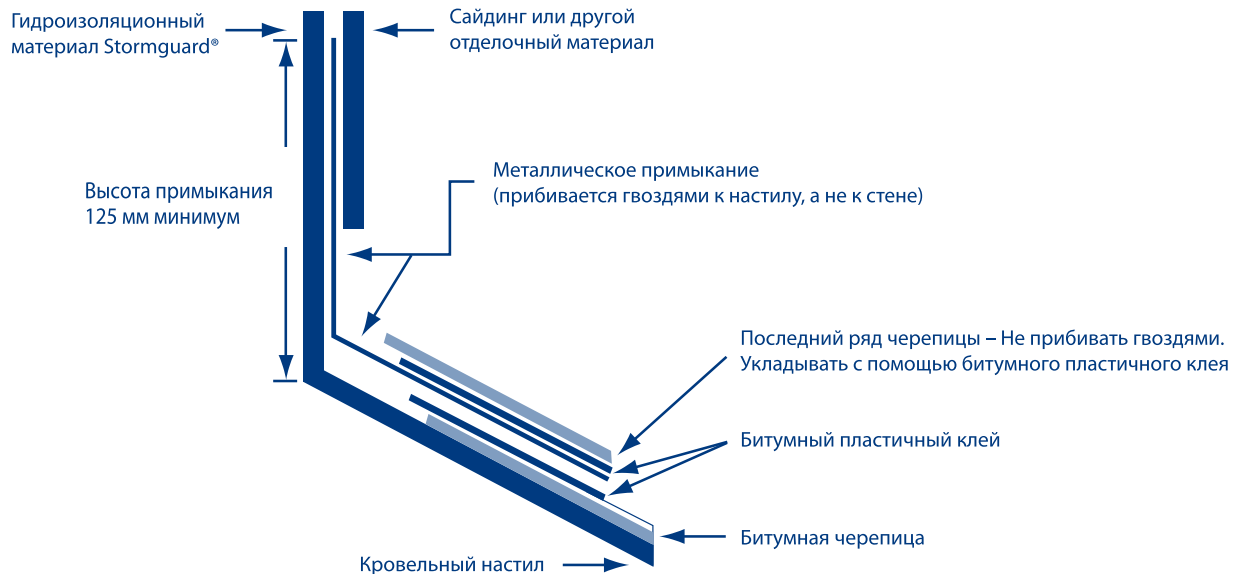 Гидроизоляционный
материал Stormguard®
Сайдинг или другой
отделочный материал
Металлическое примыкание
(прибивается гвоздями к настилу, а не к стене)
Высота примыкания
125 мм минимум
Последний ряд черепицы – Не прибивать гвоздями.
Укладывать с помощью битумного пластичного клея
Битумный пластичный клей
Битумная черепица
Кровельный настил